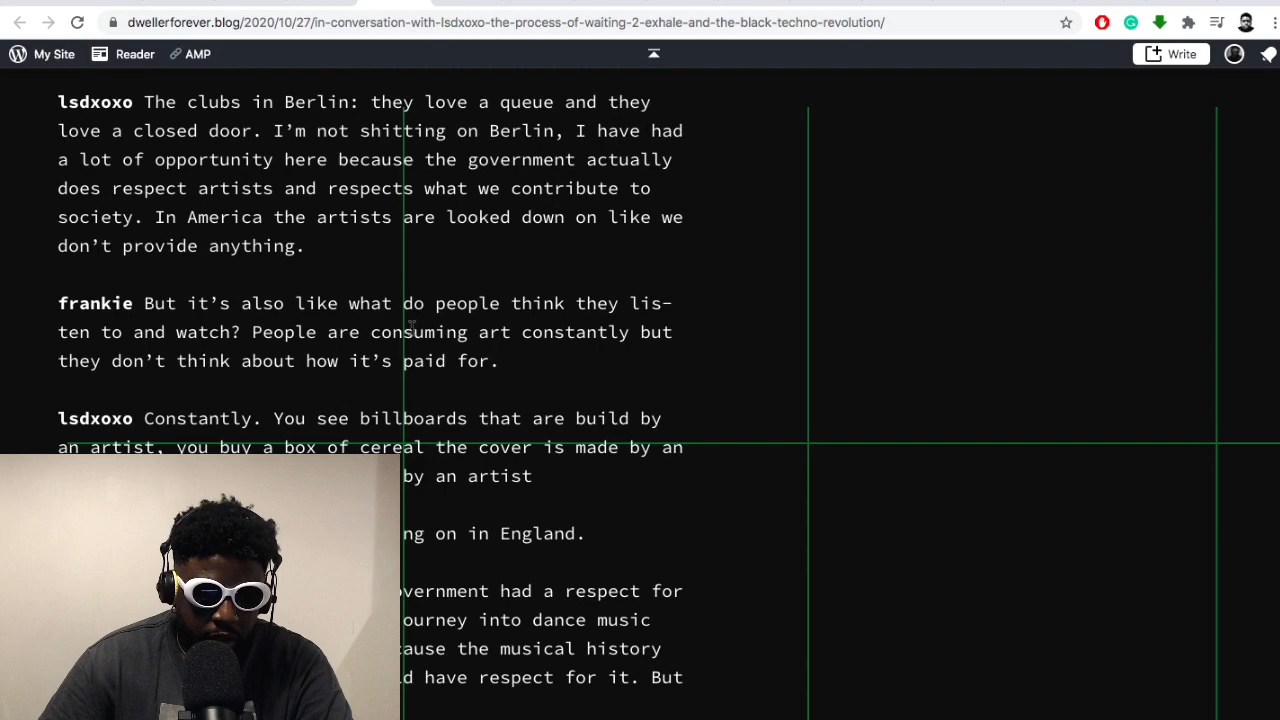 dwellerforever.blog/2020/10/27/in-conversation-with-lsdxoxo-the-process-of-waiting-2-exhale-and-the-black-techno-revolution/
My Site Reader AMP Write
lsdxoxo The clubs in Berlin: they love a queue and they
love a closed door. I’m not shitting on Berlin, I have had
a lot of opportunity here because the government actually
does respect artists and respects what we contribute to
society. In America the artists are looked down on like we
don’t provide anything.
frankie But it’s also like what do people think they lis-
ten to and watch? People are consuming art constantly but
they don’t think about how it’s paid for.
lsdxoxo Constantly. You see billboards that are build by
an artist, you buy a box of cereal the cover is made by an
by an artist
ng on in England.
overnment had a respect for
ourney into dance music
cause the musical history
d have respect for it. But